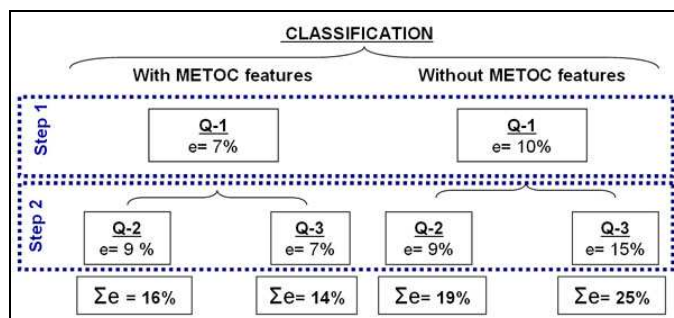 CLASSIFICATION
With METOC features
Without METOC features
Step 1
Q-1
e= 7%
Q-1
e= 10%
Step 2
Q-2
e= 9 %
Q-3
e= 7%
Q-2
e= 9%
Q-3
e= 15%
Σe = 16%
Σe = 14%
Σe = 19%
Σe = 25%